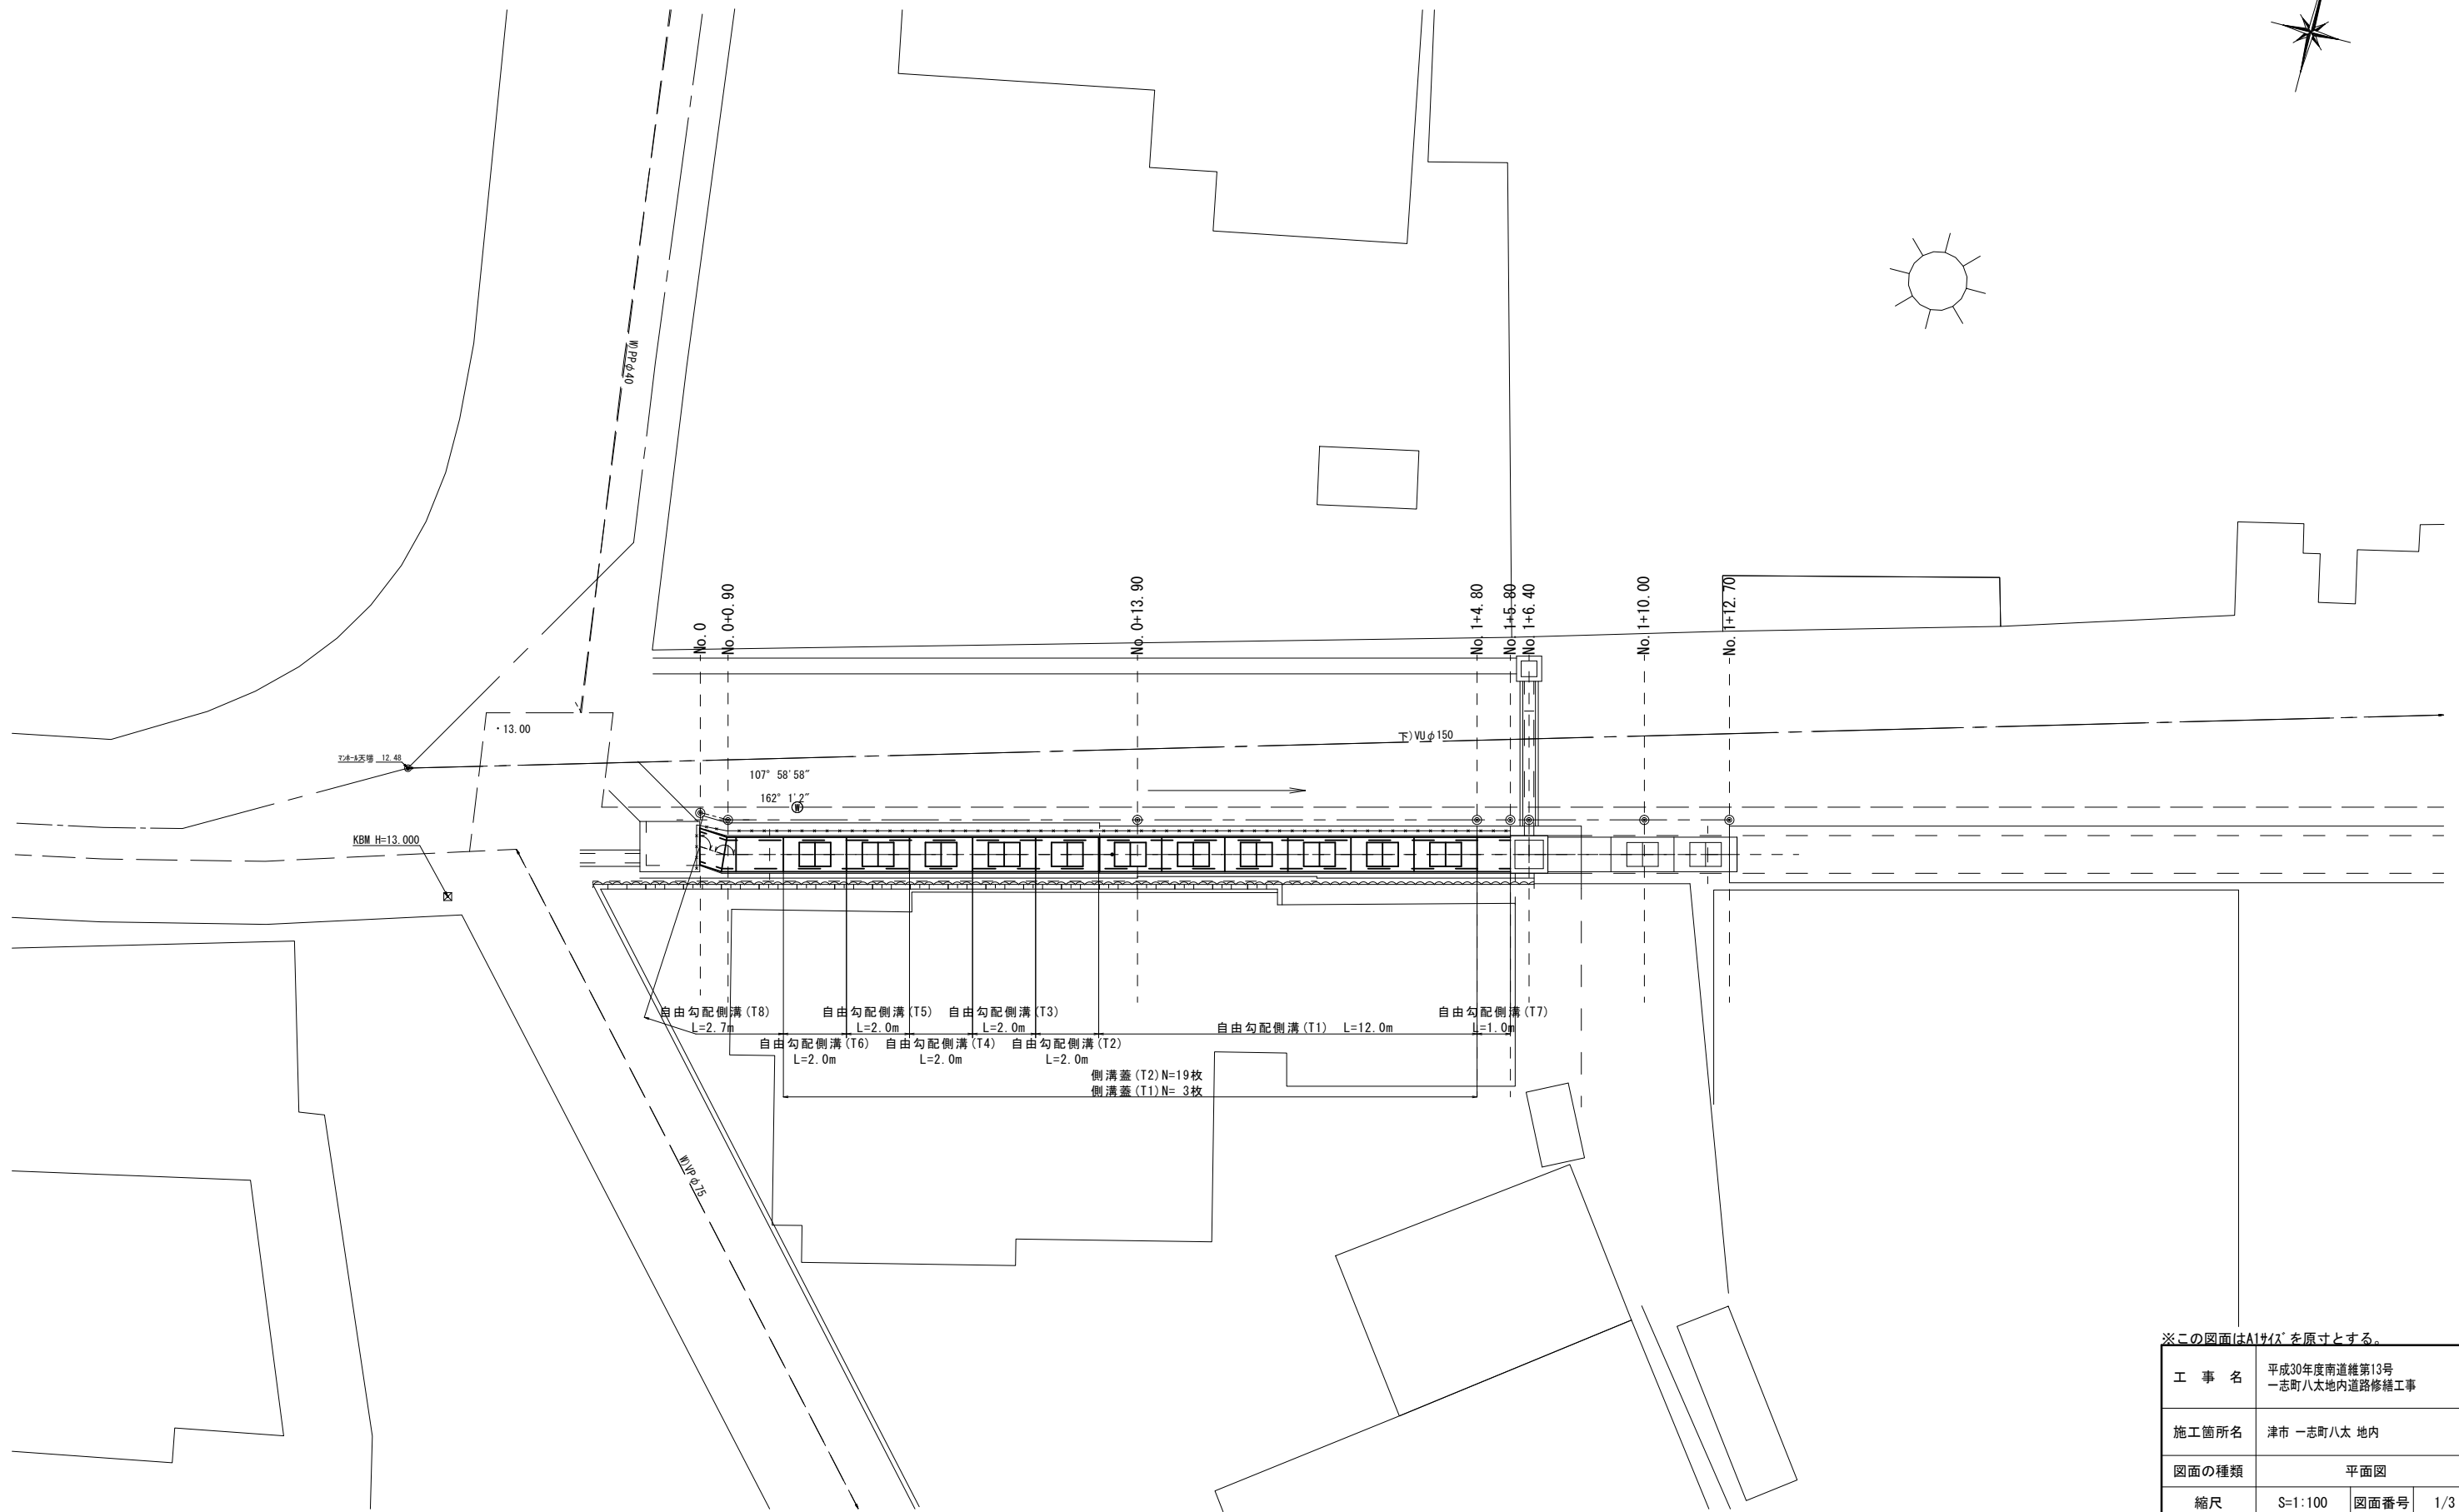 W)PPφ40
No.0
No.0+0.90
No.0+13.90
No.1+4.80
No.1+5.80
No.1+6.40
No.1+10.00
No.1+12.70
・13.00
下)VUφ150
ﾏﾝﾎｰﾙ天端 12.48
107° 58′58″
162° 1′2″
W
KBM H=13.000
自由勾配側溝(T8)
L=2.7m
自由勾配側溝(T5)
L=2.0m
自由勾配側溝(T3)
L=2.0m
自由勾配側溝(T1) L=12.0m
自由勾配側溝(T7)
L=1.0m
自由勾配側溝(T6)
L=2.0m
自由勾配側溝(T4)
L=2.0m
自由勾配側溝(T2)
L=2.0m
側溝蓋(T2)N=19枚
側溝蓋(T1)N= 3枚
W)VPφ75
※この図面はA1ｻｲｽﾞを原寸とする。
工 事 名
平成30年度南道維第13号
一志町八太地内道路修繕工事
施工箇所名 津市 一志町八太 地内
図面の種類 平面図
縮尺 S=1:100 図面番号 1/3